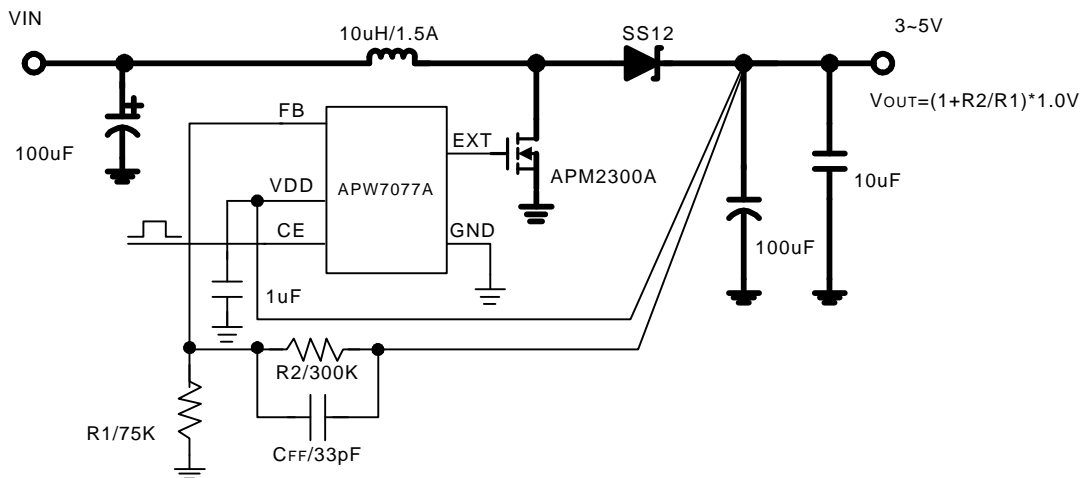 VIN
10uH/1.5A
SS12
3~5V
VOUT=(1+R2/R1)*1.0V
100uF
FB
EXT
APM2300A
10uF
VDD
APW7077A
CE
GND
100uF
1uF
R2/300K
R1/75K
CFF/33pF